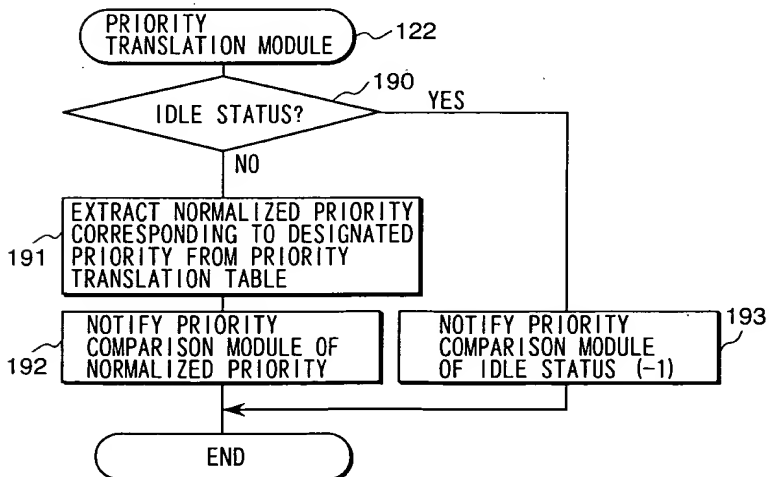 PRIORITY
TRANSLATION MODULE
122
190
IDLE STATUS?
YES
NO
EXTRACT NORMALIZED PRIORITY
CORRESPONDING TO DESIGNATED
PRIORITY FROM PRIORITY
TRANSLATION TABLE
191
NOTIFY PRIORITY
COMPARISON MODULE OF
NORMALIZED PRIORITY
192
NOTIFY PRIORITY
COMPARISON MODULE
OF IDLE STATUS (-1)
193
END